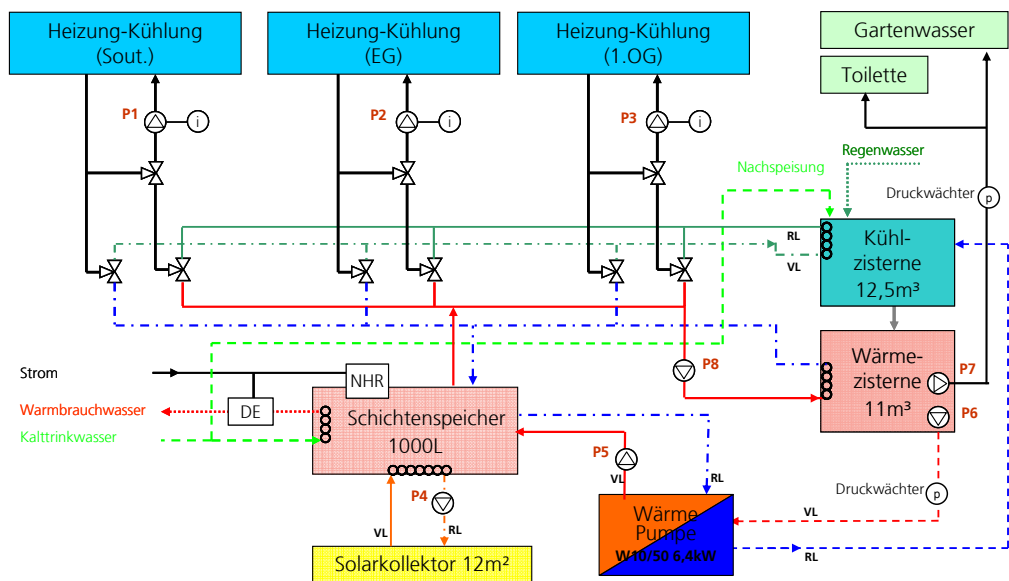 Heizung-Kühlung
(Sout.)
Heizung-Kühlung
(EG)
Heizung-Kühlung
(1.OG)
Gartenwasser
Toilette
P1
i
P2
i
P3
i
Regenwasser
Nachspeisung
Druckwächter
p
RL
VL
Kühl-
zisterne
12,5m³
Wärme-
zisterne
11m³
P7
P6
P8
Strom
NHR
DE
Warmbrauchwasser
Kalttrinkwasser
Schichtenspeicher
1000L
P5
VL
RL
P4
VL
RL
Druckwächter
p
Wärme
Pumpe
W10/50 6,4kW
VL
RL
Solarkollektor 12m²